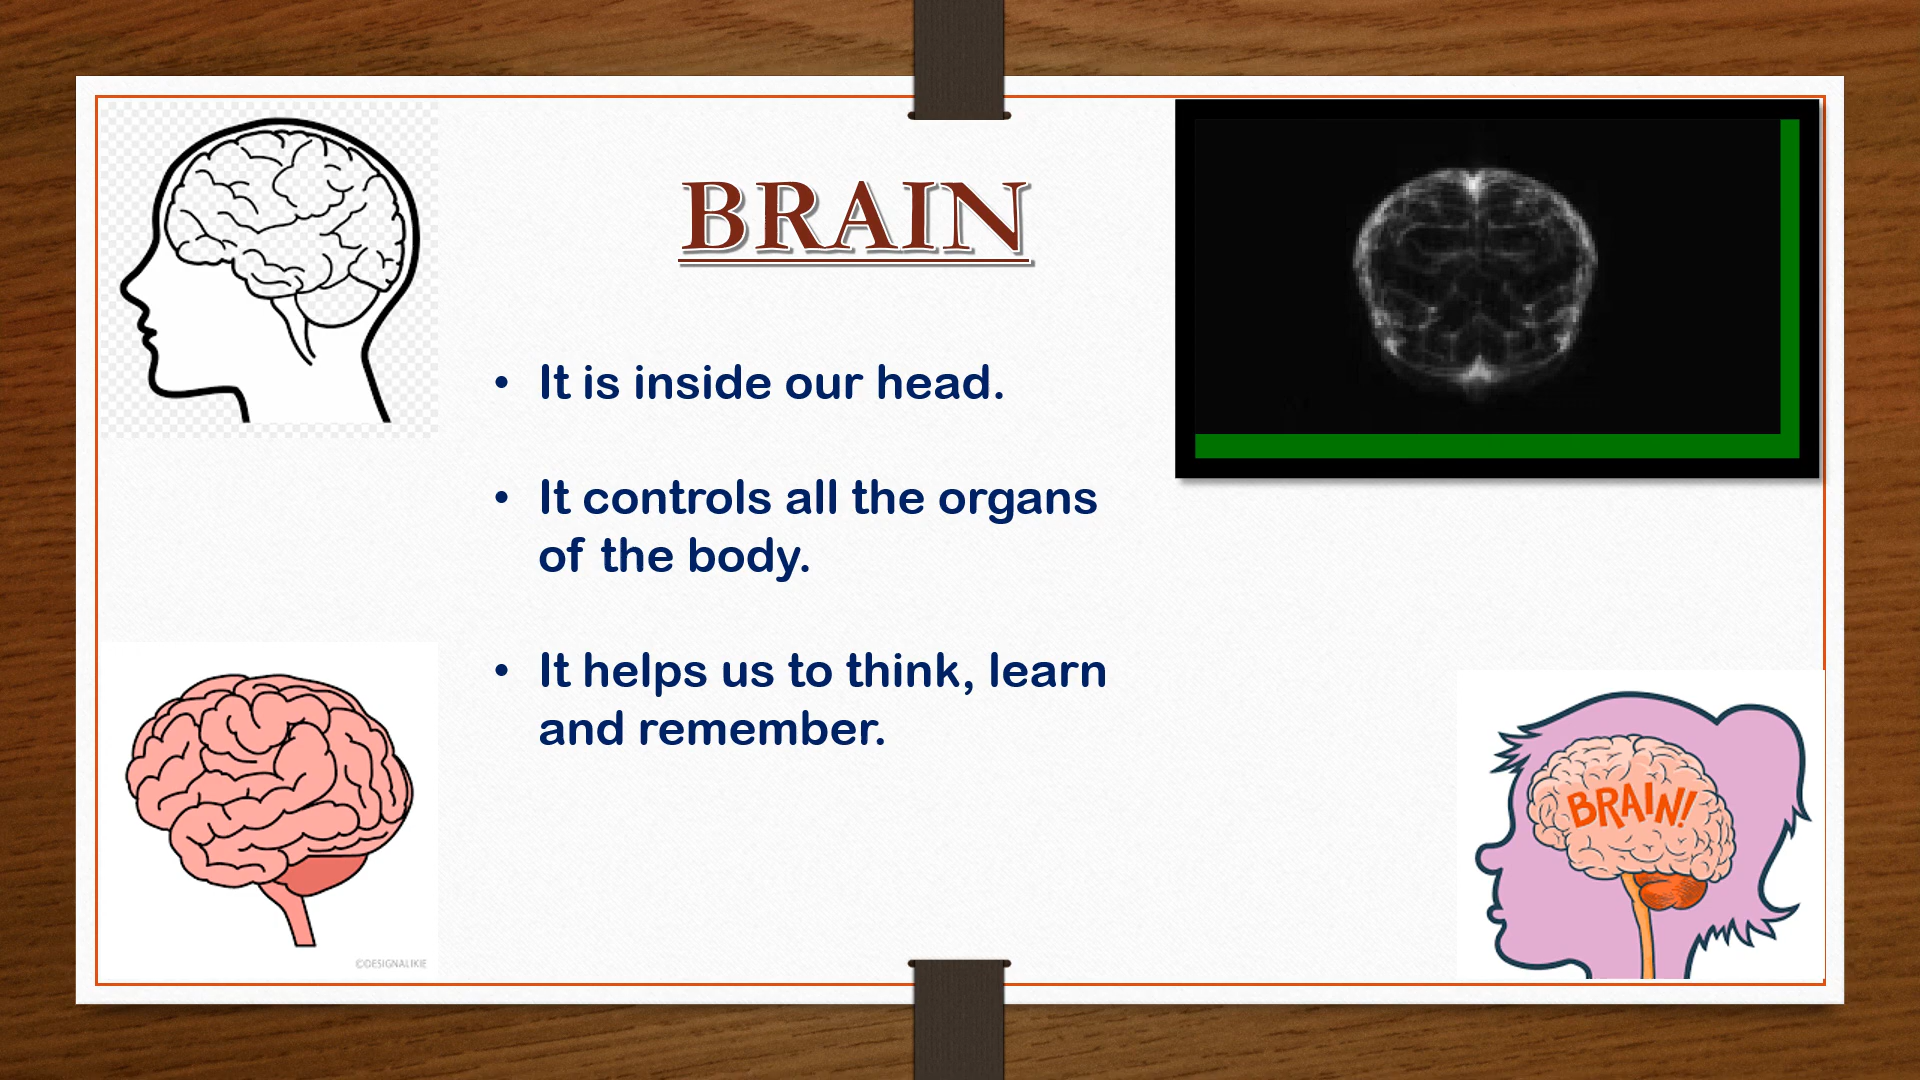 BRAIN
• It is inside our head.
• It controls all the organs
of the body.
• It helps us to think, learn
and remember.
©DESIGNALIKIE
BRAIN!